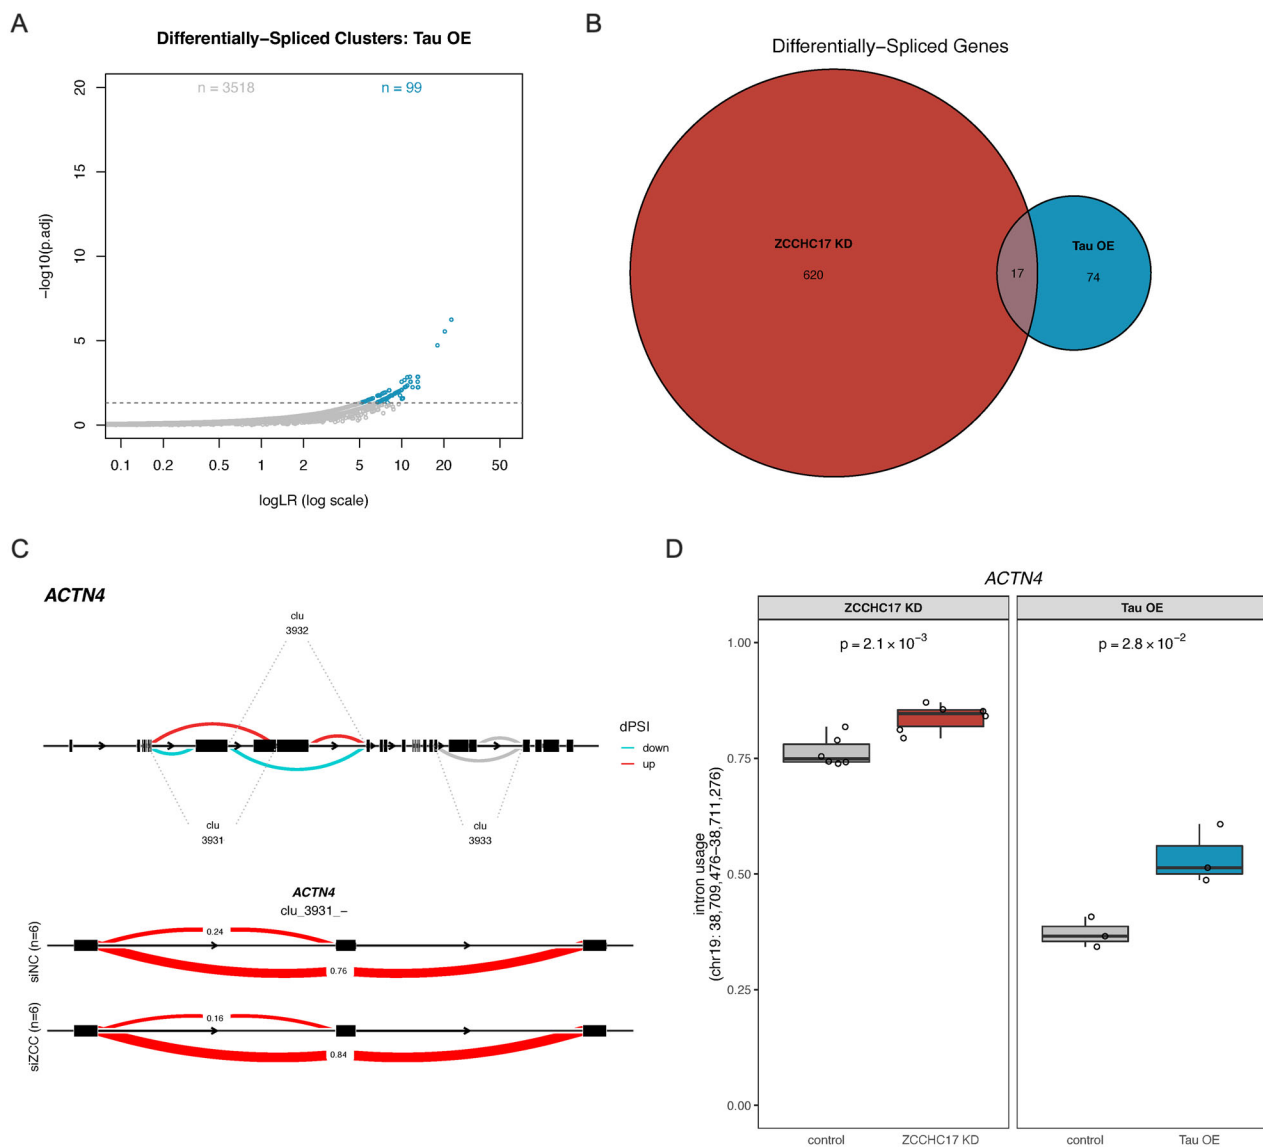 A
Differentially-Spliced Clusters: Tau OE
n = 3518
n = 99
-log10(p.adj)
20
15
10
5
0
0.1 0.2 0.5 1 2 5 10 20 50
logLR (log scale)
B
Differentially-Spliced Genes
ZCCHC17 KD
620
17
Tau OE
74
C
ACTN4
clu
3932
dPSI
down
up
clu
3931
clu
3933
ACTN4
clu_3931_-
siNC (n=6)
0.24
0.76
siZCC (n=6)
0.16
0.84
D
ACTN4
ZCCHC17 KD
Tau OE
p = 2.1 × 10⁻³
p = 2.8 × 10⁻²
intron usage
(chr19: 38,709,476-38,711,276)
1.00
0.75
0.50
0.25
0.00
control ZCCHC17 KD
control Tau OE